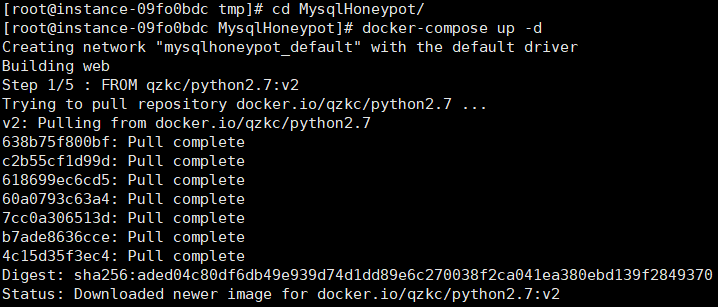 [root@instance-09fo0bdc tmp]# cd MysqlHoneypot/
[root@instance-09fo0bdc MysqlHoneypot]# docker-compose up -d
Creating network "mysqlhoneypot_default" with the default driver
Building web
Step 1/5 : FROM qzkc/python2.7:v2
Trying to pull repository docker.io/qzkc/python2.7 ...
v2: Pulling from docker.io/qzkc/python2.7
638b75f800bf: Pull complete
c2b55cf1d99d: Pull complete
618699ec6cd5: Pull complete
60a0793c63a4: Pull complete
7cc0a306513d: Pull complete
b7ade8636cce: Pull complete
4c15d35f3ec4: Pull complete
Digest: sha256:aded04c80df6db49e939d74d1dd89e6c270038f2ca041ea380ebd139f2849370
Status: Downloaded newer image for docker.io/qzkc/python2.7:v2